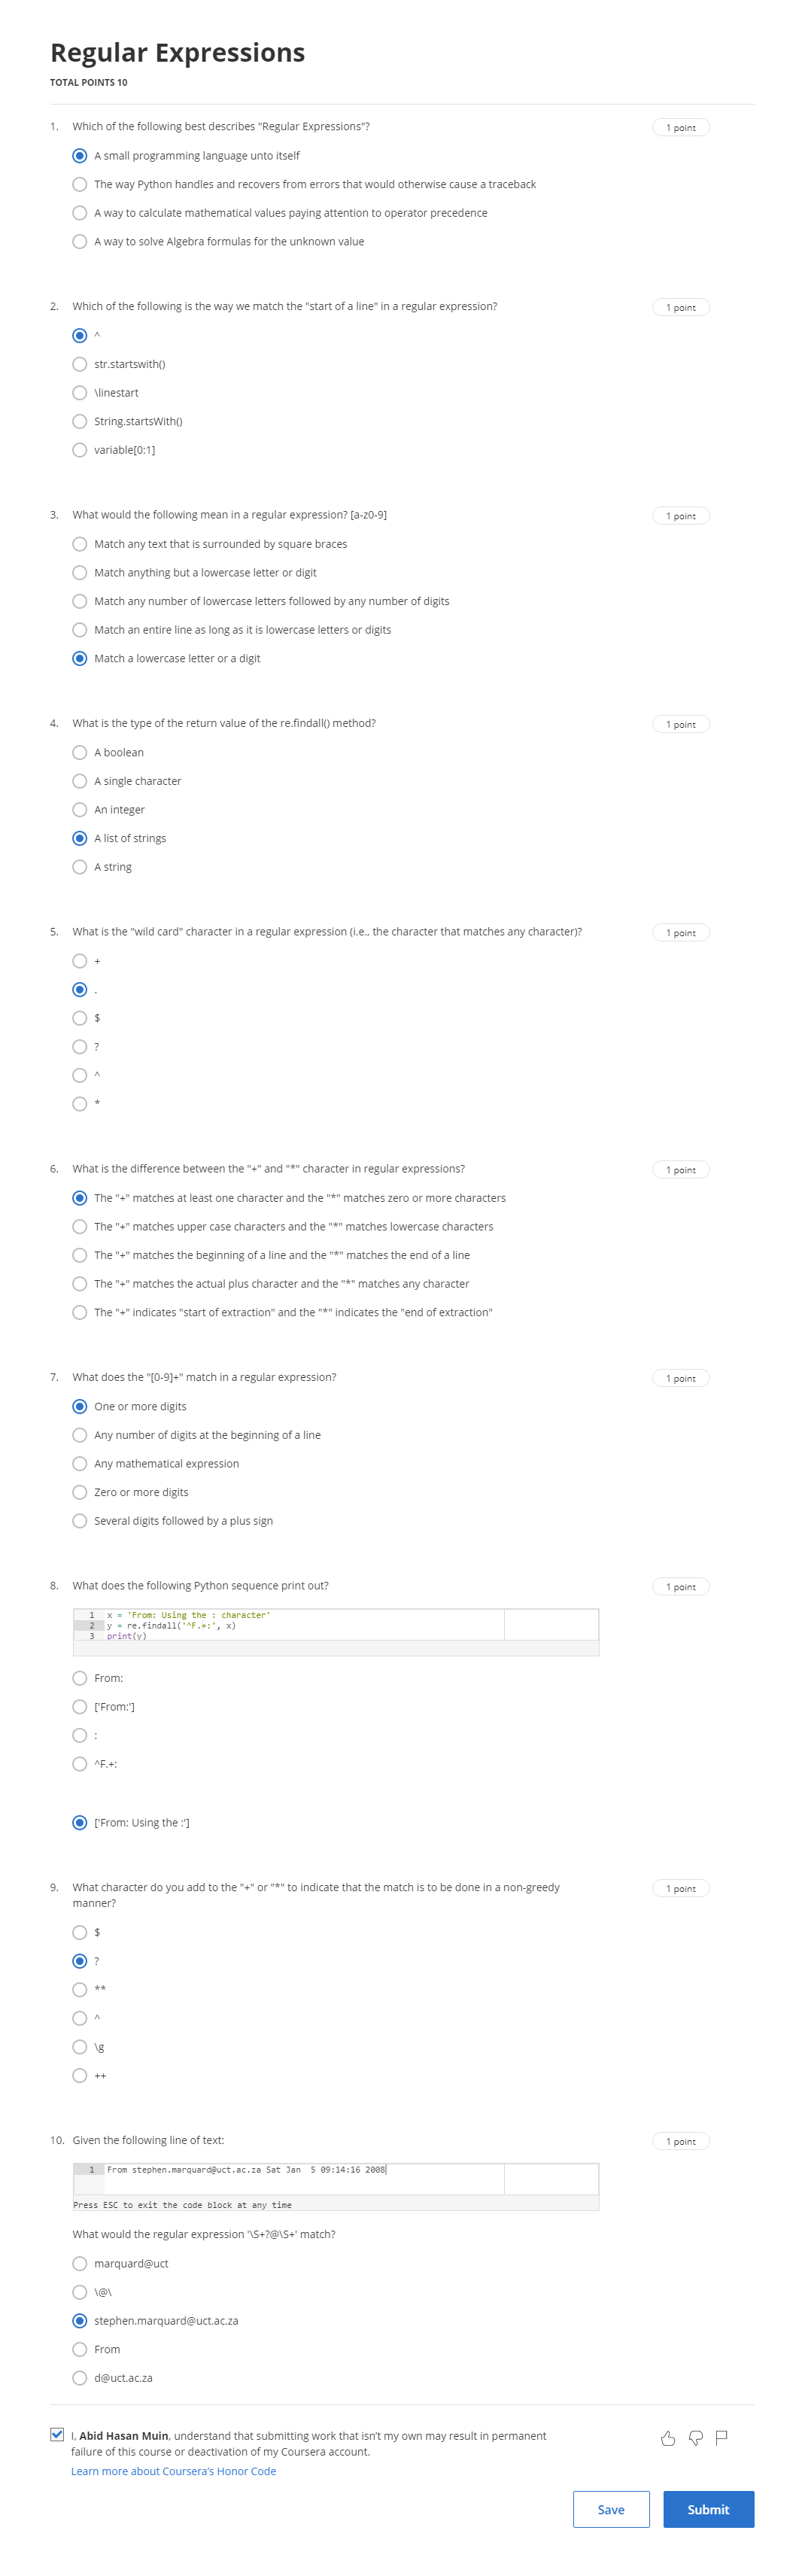 Regular Expressions
TOTAL POINTS 10
1. Which of the following best describes "Regular Expressions"? 1 point
A small programming language unto itself
The way Python handles and recovers from errors that would otherwise cause a traceback
A way to calculate mathematical values paying attention to operator precedence
A way to solve Algebra formulas for the unknown value
2. Which of the following is the way we match the "start of a line" in a regular expression? 1 point
^
str.startswith()
\linestart
String.startsWith()
variable[0:1]
3. What would the following mean in a regular expression? [a-z0-9] 1 point
Match any text that is surrounded by square braces
Match anything but a lowercase letter or digit
Match any number of lowercase letters followed by any number of digits
Match an entire line as long as it is lowercase letters or digits
Match a lowercase letter or a digit
4. What is the type of the return value of the re.findall() method? 1 point
A boolean
A single character
An integer
A list of strings
A string
5. What is the "wild card" character in a regular expression (i.e., the character that matches any character)? 1 point
+
.
$
?
^
*
6. What is the difference between the "+" and "*" character in regular expressions? 1 point
The "+" matches at least one character and the "*" matches zero or more characters
The "+" matches upper case characters and the "*" matches lowercase characters
The "+" matches the beginning of a line and the "*" matches the end of a line
The "+" matches the actual plus character and the "*" matches any character
The "+" indicates "start of extraction" and the "*" indicates the "end of extraction"
7. What does the "[0-9]+" match in a regular expression? 1 point
One or more digits
Any number of digits at the beginning of a line
Any mathematical expression
Zero or more digits
Several digits followed by a plus sign
8. What does the following Python sequence print out? 1 point
1 x = 'From: Using the : character'
2 y = re.findall('^F.+:', x)
3 print(y)
From:
['From:']
:
^F.+:
['From: Using the :']
9. What character do you add to the "+" or "*" to indicate that the match is to be done in a non-greedy 1 point
manner?
$
?
**
^
\g
++
10. Given the following line of text: 1 point
1 From stephen.marquard@uct.ac.za Sat Jan  5 09:14:16 2008
Press ESC to exit the code block at any time
What would the regular expression '\S+?@\S+' match?
marquard@uct
\@\
stephen.marquard@uct.ac.za
From
d@uct.ac.za
I, Abid Hasan Muin, understand that submitting work that isn't my own may result in permanent
failure of this course or deactivation of my Coursera account.
Learn more about Coursera's Honor Code
Save Submit